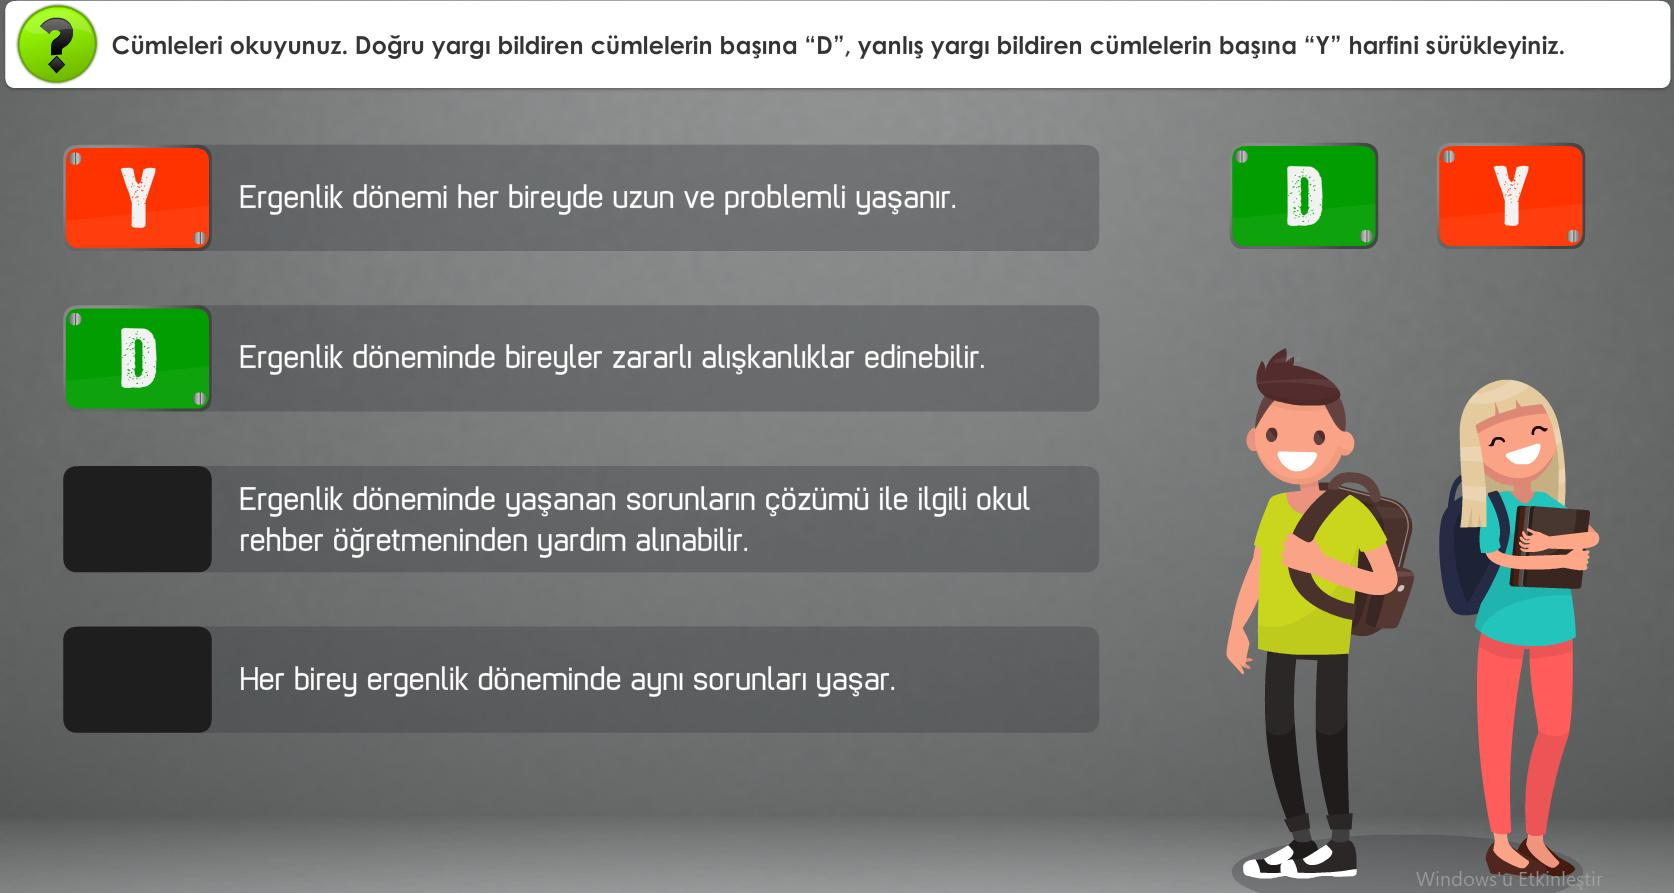 ?
Cümleleri okuyunuz. Doğru yargı bildiren cümlelerin başına “D”, yanlış yargı bildiren cümlelerin başına “Y” harfini sürükleyiniz.
Y
Ergenlik dönemi her bireyde uzun ve problemli yaşanır.
D
Y
D
Ergenlik döneminde bireyler zararlı alışkanlıklar edinebilir.
Ergenlik döneminde yaşanan sorunların çözümü ile ilgili okul
rehber öğretmeninden yardım alınabilir.
Her birey ergenlik döneminde aynı sorunları yaşar.
Windows'u Etkinleştir